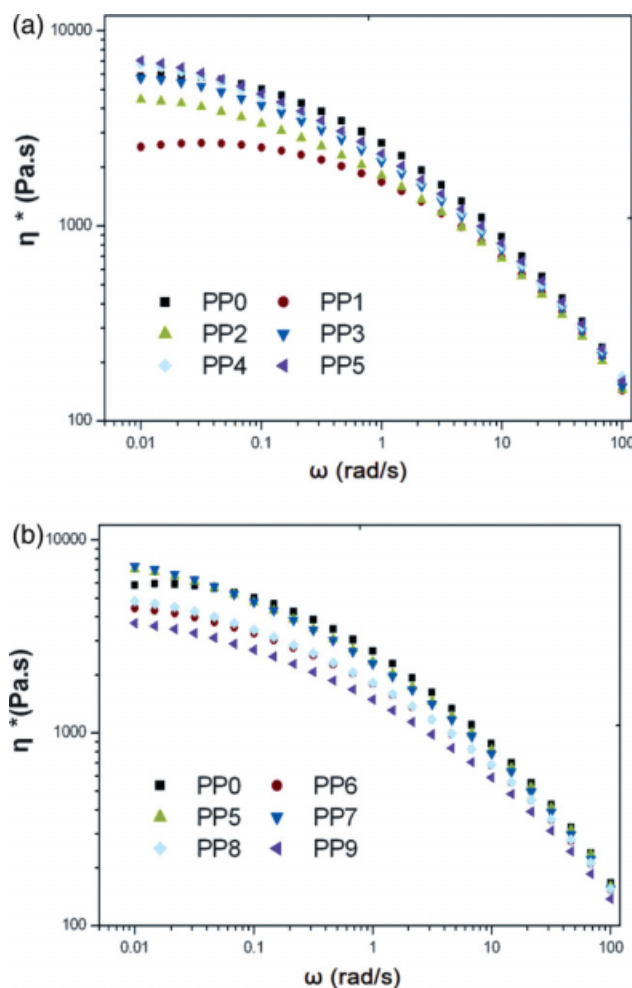 (a)
10000
1000
100
η * (Pa.s)
PP0 PP1
PP2 PP3
PP4 PP5
0.01 0.1 1 10 100
ω (rad/s)
(b)
10000
1000
100
η *(Pa.s)
PP0 PP6
PP5 PP7
PP8 PP9
0.01 0.1 1 10 100
ω (rad/s)